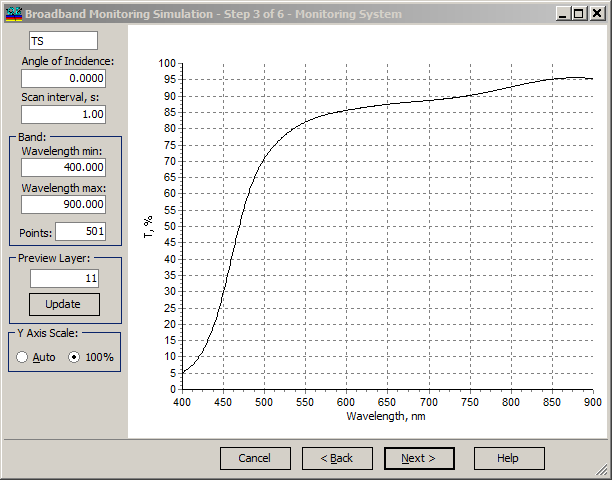 Broadband Monitoring Simulation - Step 3 of 6 - Monitoring System
TS
Angle of Incidence:
0.0000
Scan interval, s:
1.00
Band:
Wavelength min:
400.000
Wavelength max:
900.000
Points: 501
Preview Layer:
11
Update
Y Axis Scale:
Auto 100%
T, %
100
95
90
85
80
75
70
65
60
55
50
45
40
35
30
25
20
15
10
5
0
400 450 500 550 600 650 700 750 800 850 900
Wavelength, nm
Cancel < Back Next > Help